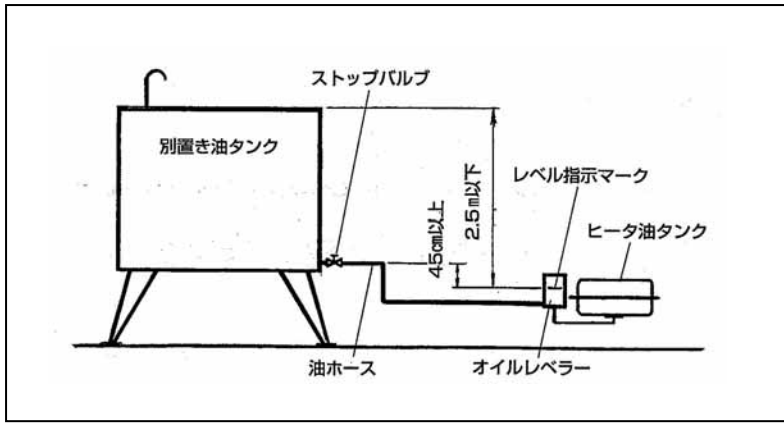 ストップバルブ
別置き油タンク
2.5m以下
レベル指示マーク
45cm以上
ヒータ油タンク
油ホース
オイルレベラー